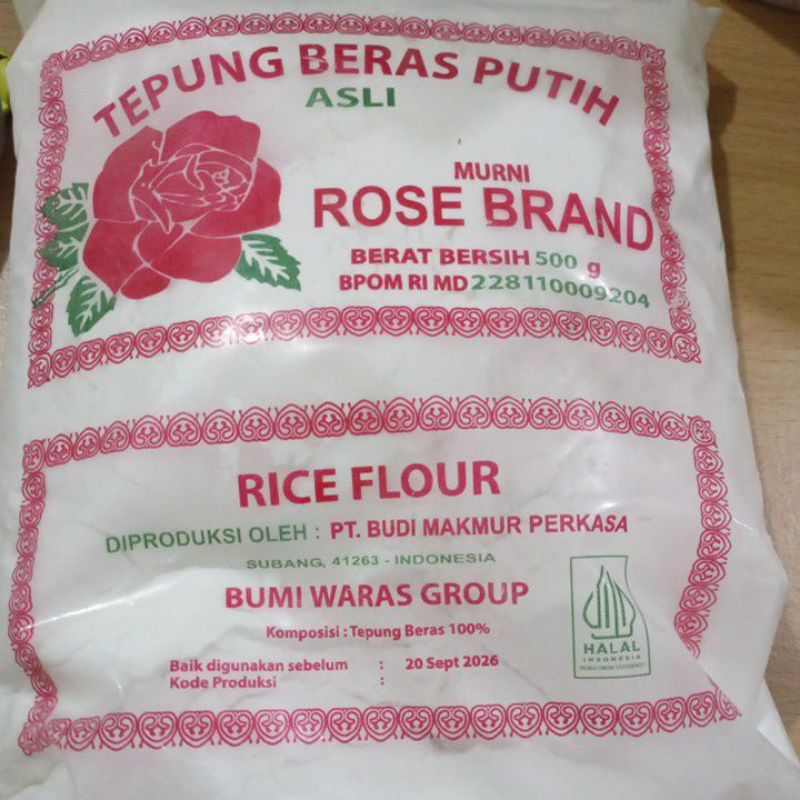 TEPUNG BERAS PUTIH
ASLI
MURNI
ROSE BRAND
BERAT BERSIH 500 g
BPOM RI MD 228110009204
RICE FLOUR
DIPRODUKSI OLEH : PT. BUDI MAKMUR PERKASA
SUBANG, 41263 - INDONESIA
BUMI WARAS GROUP
Komposisi : Tepung Beras 100%
Baik digunakan sebelum : 20 Sept 2026
Kode Produksi :
HALAL
INDONESIA